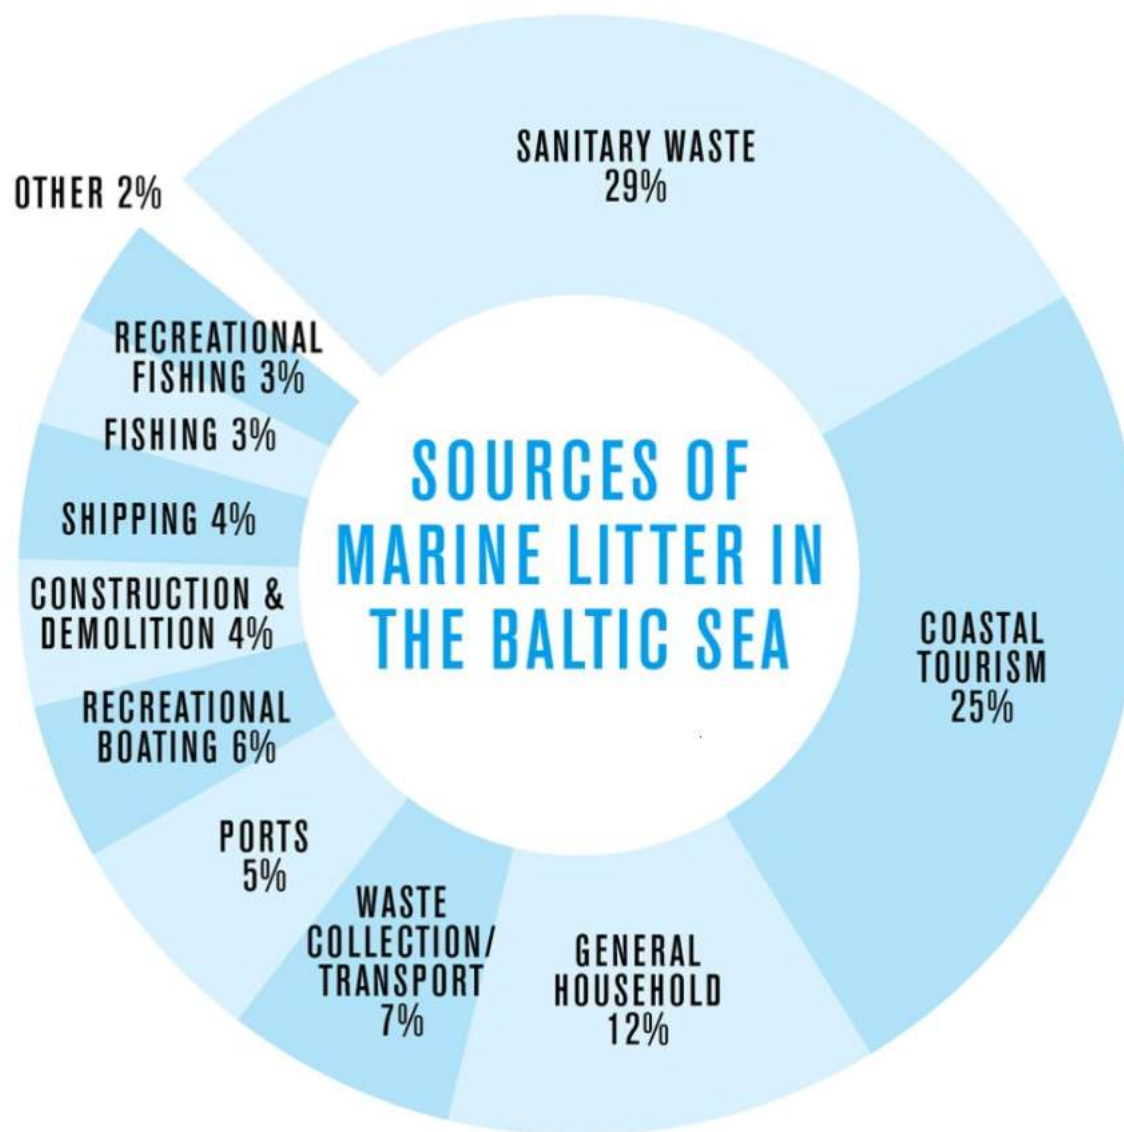 SANITARY WASTE
29%
OTHER 2%
RECREATIONAL
FISHING 3%
FISHING 3%
SHIPPING 4%
CONSTRUCTION &
DEMOLITION 4%
RECREATIONAL
BOATING 6%
PORTS
5%
WASTE
COLLECTION/
TRANSPORT
7%
GENERAL
HOUSEHOLD
12%
COASTAL
TOURISM
25%
SOURCES OF
MARINE LITTER IN
THE BALTIC SEA